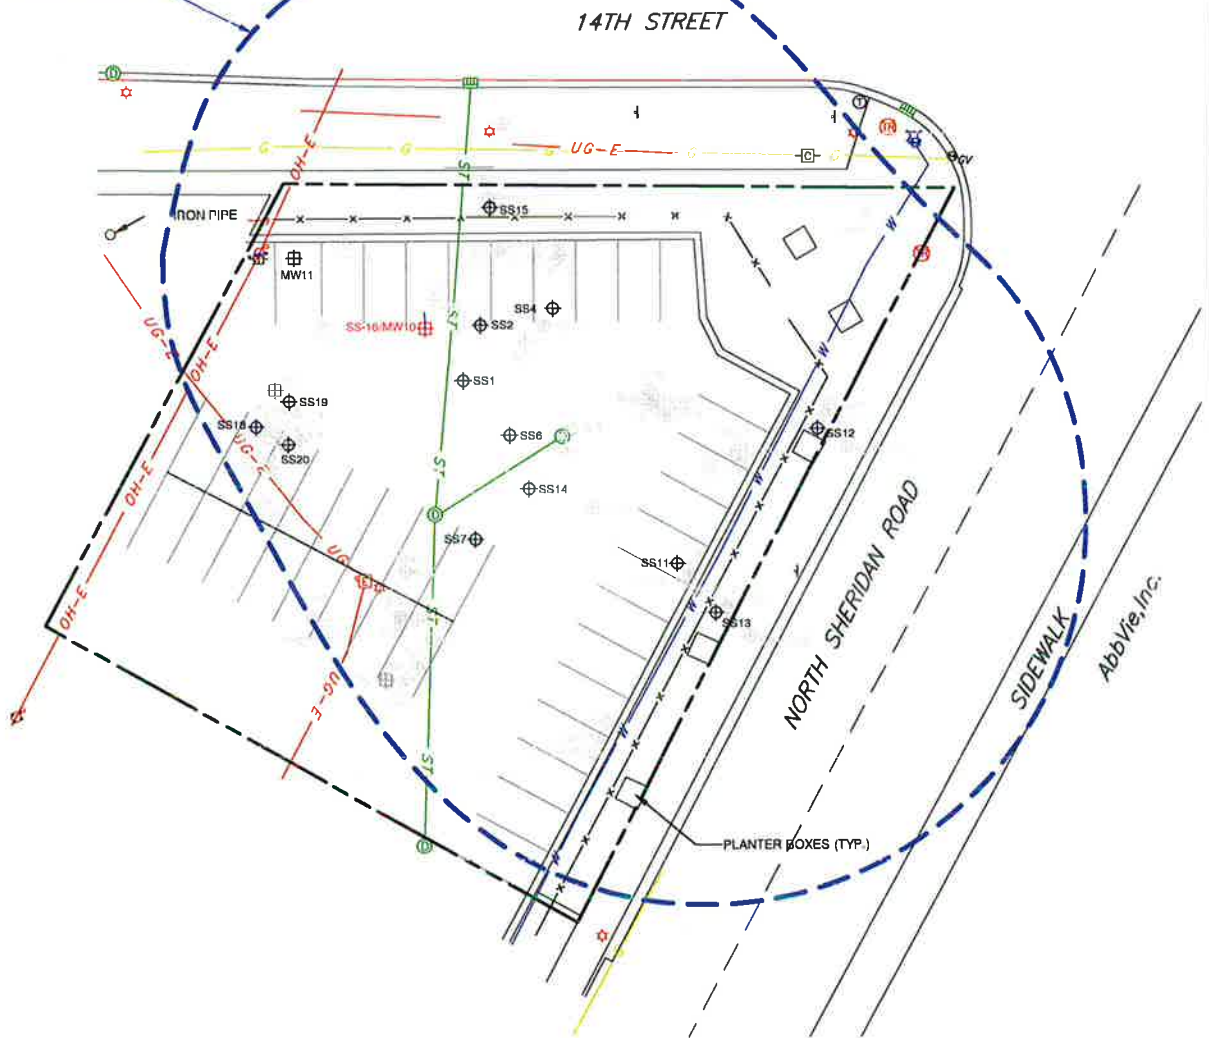 14TH STREET
D
T
TR
OH-E
G
G
G
UG-E
G
C
G
GV
ST
IRON PIPE
SS15
W
MW11
SS4
SS-16/MW10
SS2
ST
W
UG-E
OH-E
SS1
SS19
SS18
SS20
SS6
SS12
UG-E
ST
W
OH-E
SS14
D
SS7
UG
E
SS11
W
SS13
ST
OH-E
UG-E
NORTH SHERIDAN ROAD
SIDEWALK
AbbVie, Inc.
W
ST
D
PLANTER BOXES (TYP.)
W
G